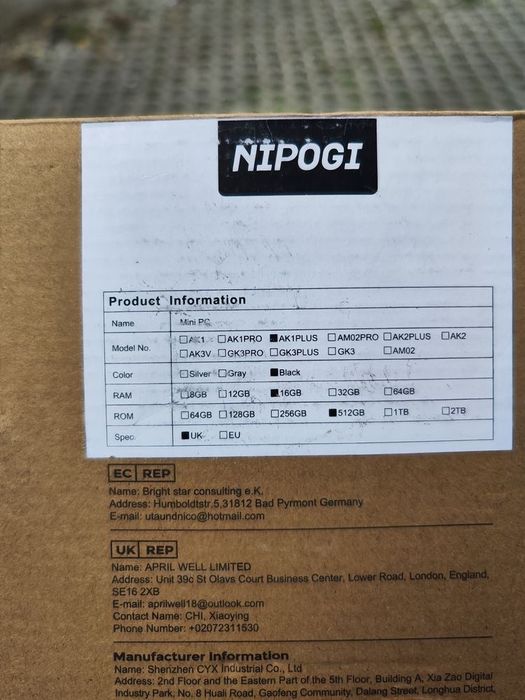 NIPOGI
Product Information
Name Mini PC
Model No. ☐AK1 ☐AK1PRO ■AK1PLUS ☐AM02PRO ☐AK2PLUS ☐AK2
☐AK3V ☐GK3PRO ☐GK3PLUS ☐GK3 ☐AM02
Color ☐Silver ☐Gray ■Black
RAM ☐8GB ☐12GB ■16GB ☐32GB ☐64GB
ROM ☐64GB ☐128GB ☐256GB ■512GB ☐1TB ☐2TB
Spec. ■UK ☐EU
EC REP
Name: Bright star consulting e.K.
Address: Humboldtstr.5,31812 Bad Pyrmont Germany
E-mail: utaundnico@hotmail.com
UK REP
Name: APRIL WELL LIMITED
Address: Unit 39c St Olavs Court Business Center, Lower Road, London, England,
SE16 2XB
E-mail: aprilwell18@outlook.com
Contact Name: CHI, Xiaoying
Phone Number: +02072311530
Manufacturer Information
Name: Shenzhen CYX Industrial Co., Ltd
Address: 2nd Floor and the Eastern Part of the 5th Floor, Building A, Xia Zao Digital
Industry Park, No. 8 Huali Road, Gaofeng Community, Dalang Street, Longhua District,